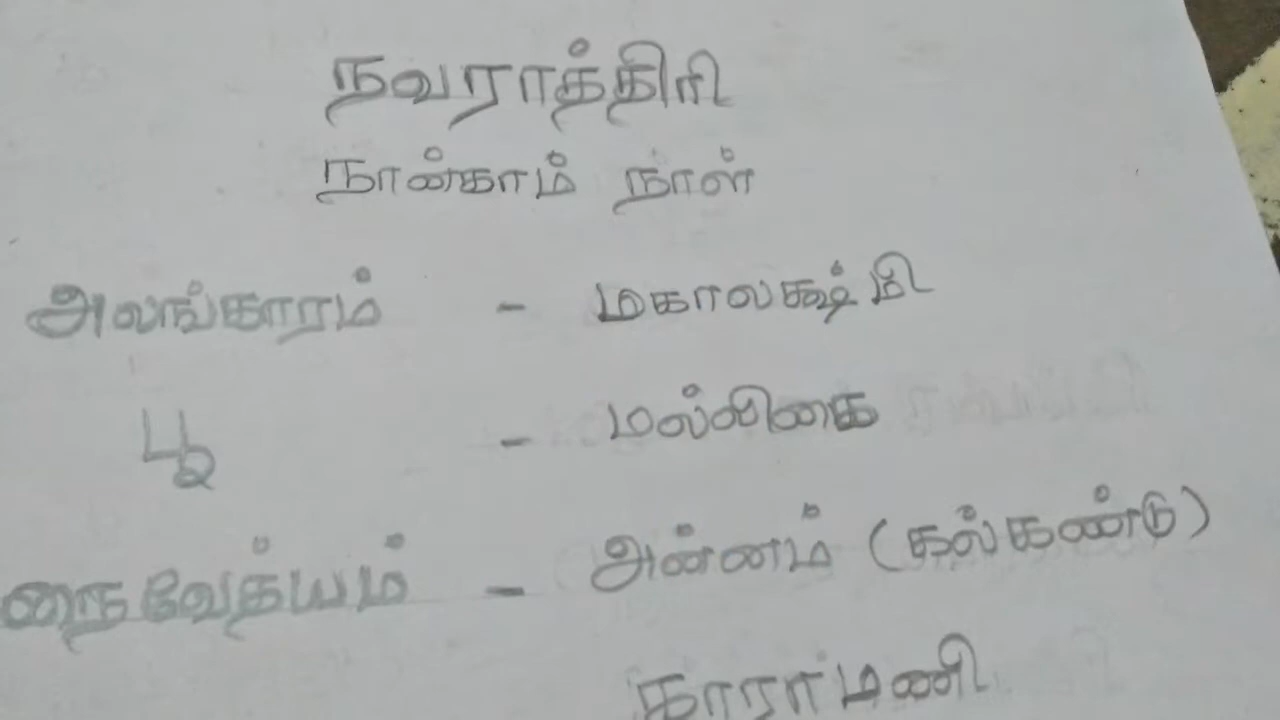 நவராத்திரி
நான்காம் நாள்
அலங்காரம் - மகாலக்ஷ்மி
பூ - மல்லிகை
நைவேத்யம் - அன்னம் (கல்கண்டு)
காராமணி